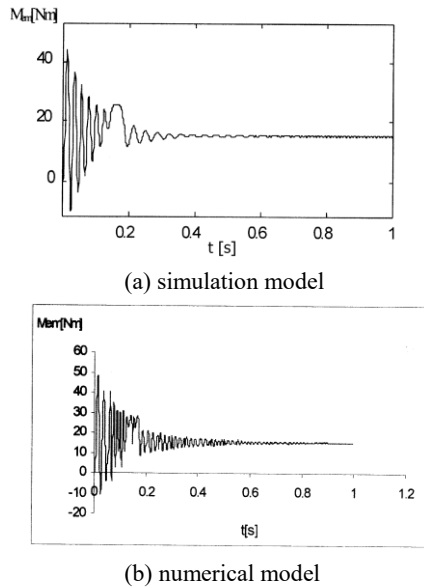 Mem[Nm]
40
20
0
0.2 0.4 0.6 0.8 1
t [s]
(a) simulation model
Mem[Nm]
60
50
40
30
20
10
0
-10
-20
0 0.2 0.4 0.6 0.8 1 1.2
t[s]
(b) numerical model